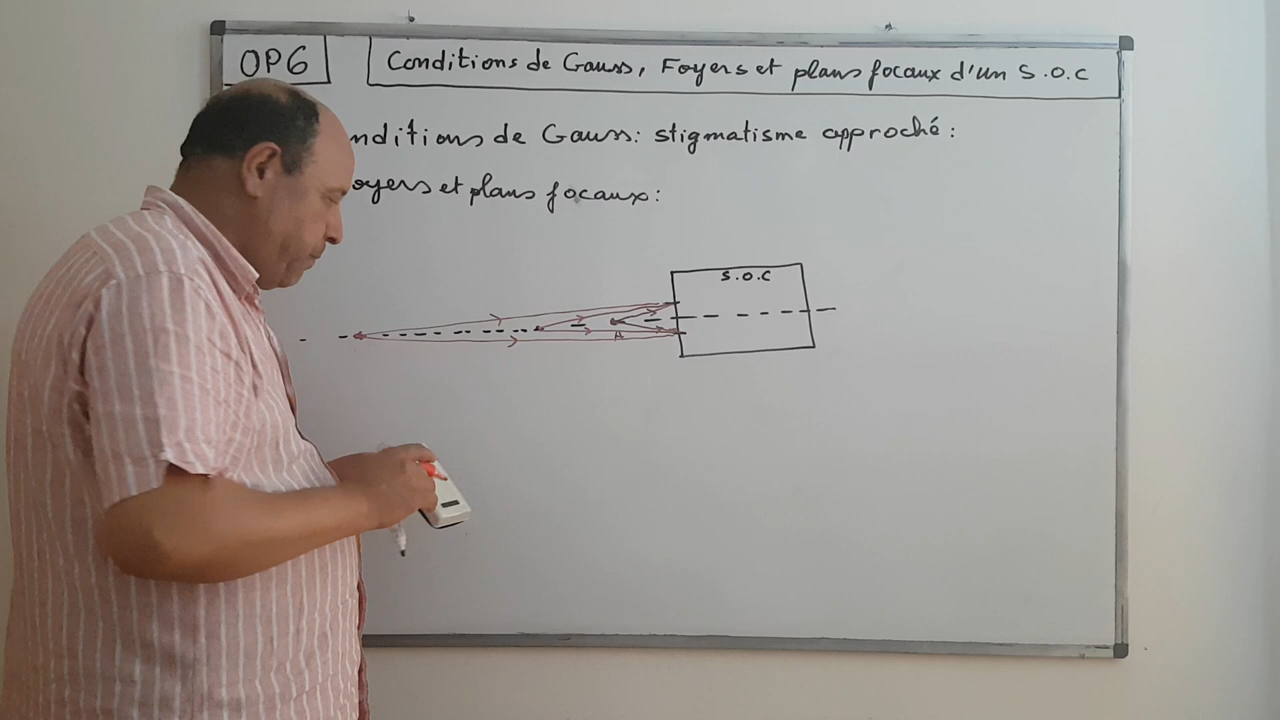 OP6
Conditions de Gauss, Foyers et plans focaux d'un S.O.C
nditions de Gauss: stigmatisme approché:
oyers et plans focaux:
S.O.C
A